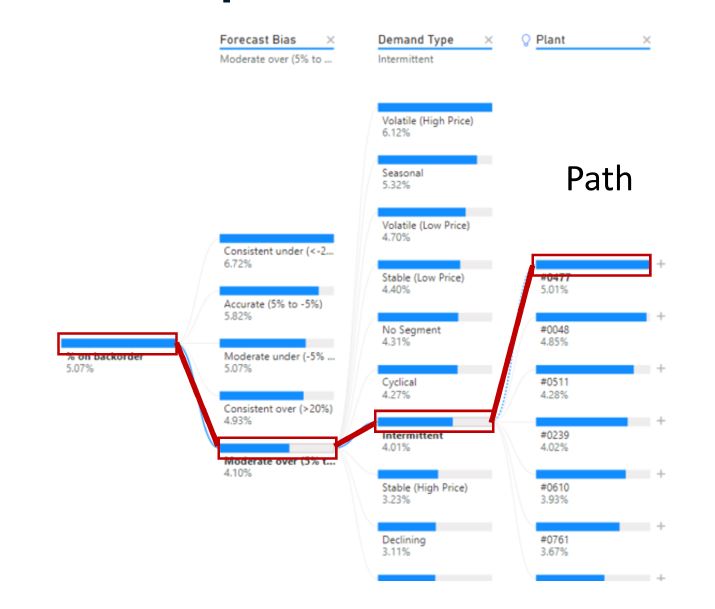 Forecast Bias
Moderate over (5% to ...
Demand Type
Intermittent
Plant
Path
% on backorder
5.07%
Consistent under (<-2...
6.72%
Accurate (5% to -5%)
5.82%
Moderate under (-5% ...
5.07%
Consistent over (>20%)
4.93%
Moderate over (5% t...
4.10%
Volatile (High Price)
6.12%
Seasonal
5.32%
Volatile (Low Price)
4.70%
Stable (Low Price)
4.40%
No Segment
4.31%
Cyclical
4.27%
Intermittent
4.01%
Stable (High Price)
3.23%
Declining
3.11%
#0477
5.01%
#0048
4.85%
#0511
4.28%
#0239
4.02%
#0610
3.93%
#0761
3.67%